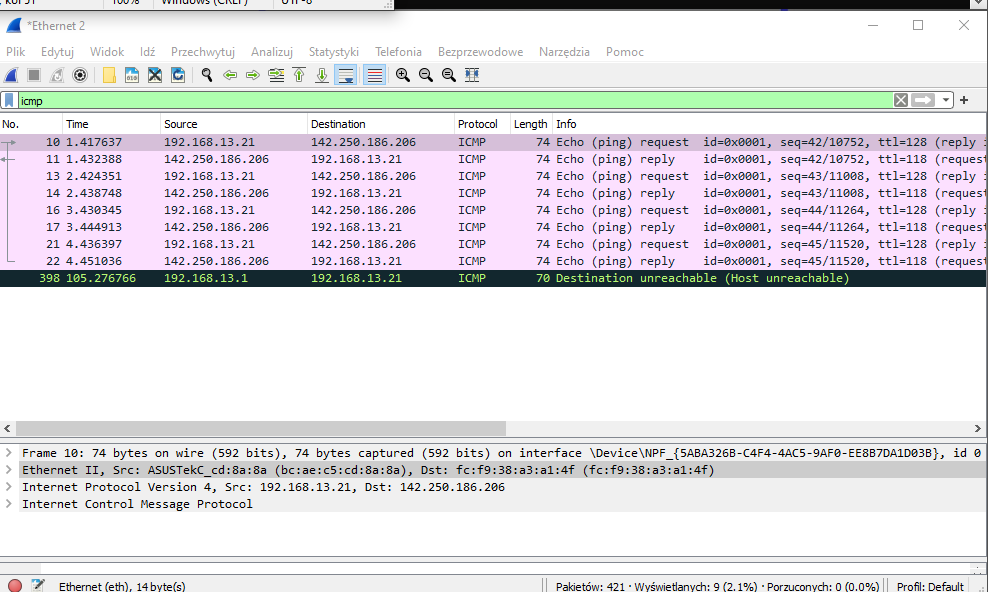 100%
Windows (CRLF)
UTF-8
*Ethernet 2
Plik Edytuj Widok Idź Przechwytuj Analizuj Statystyki Telefonia Bezprzewodowe Narzędzia Pomoc
icmp
No. Time Source Destination Protocol Length Info
10 1.417637 192.168.13.21 142.250.186.206 ICMP 74 Echo (ping) request id=0x0001, seq=42/10752, ttl=128 (reply i
11 1.432388 142.250.186.206 192.168.13.21 ICMP 74 Echo (ping) reply id=0x0001, seq=42/10752, ttl=118 (request
13 2.424351 192.168.13.21 142.250.186.206 ICMP 74 Echo (ping) request id=0x0001, seq=43/11008, ttl=128 (reply i
14 2.438748 142.250.186.206 192.168.13.21 ICMP 74 Echo (ping) reply id=0x0001, seq=43/11008, ttl=118 (request
16 3.430345 192.168.13.21 142.250.186.206 ICMP 74 Echo (ping) request id=0x0001, seq=44/11264, ttl=128 (reply i
17 3.444913 142.250.186.206 192.168.13.21 ICMP 74 Echo (ping) reply id=0x0001, seq=44/11264, ttl=118 (request
21 4.436397 192.168.13.21 142.250.186.206 ICMP 74 Echo (ping) request id=0x0001, seq=45/11520, ttl=128 (reply i
22 4.451036 142.250.186.206 192.168.13.21 ICMP 74 Echo (ping) reply id=0x0001, seq=45/11520, ttl=118 (request
398 105.276766 192.168.13.1 192.168.13.21 ICMP 70 Destination unreachable (Host unreachable)
Frame 10: 74 bytes on wire (592 bits), 74 bytes captured (592 bits) on interface \Device\NPF_{5ABA326B-C4F4-4AC5-9AF0-EE8B7DA1D03B}, id 0
Ethernet II, Src: ASUSTekC_cd:8a:8a (bc:ae:c5:cd:8a:8a), Dst: fc:f9:38:a3:a1:4f (fc:f9:38:a3:a1:4f)
Internet Protocol Version 4, Src: 192.168.13.21, Dst: 142.250.186.206
Internet Control Message Protocol
Ethernet (eth), 14 byte(s) Pakietów: 421 · Wyświetlanych: 9 (2.1%) · Porzuconych: 0 (0.0%) Profil: Default